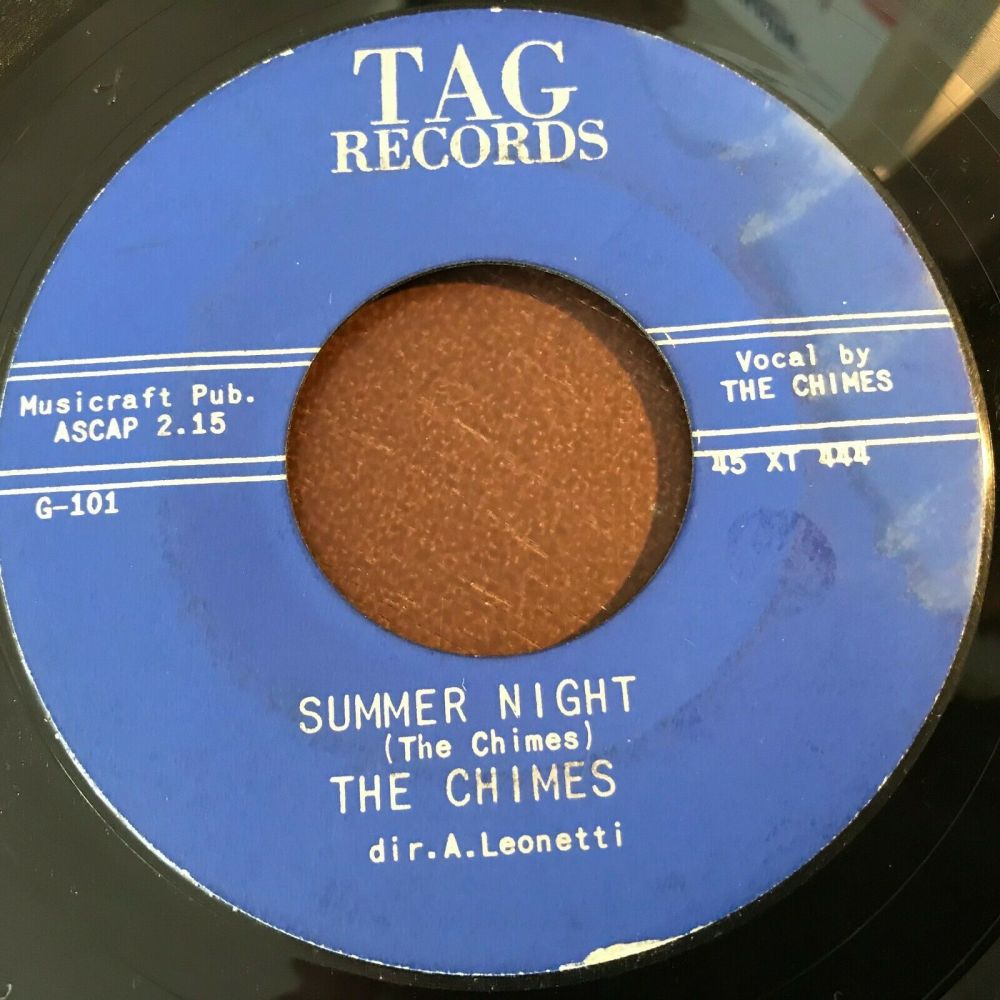 TAG
RECORDS
Musicraft Pub.
ASCAP 2.15
G-101
Vocal by
THE CHIMES
45 XT 444
SUMMER NIGHT
(The Chimes)
THE CHIMES
dir.A.Leonetti